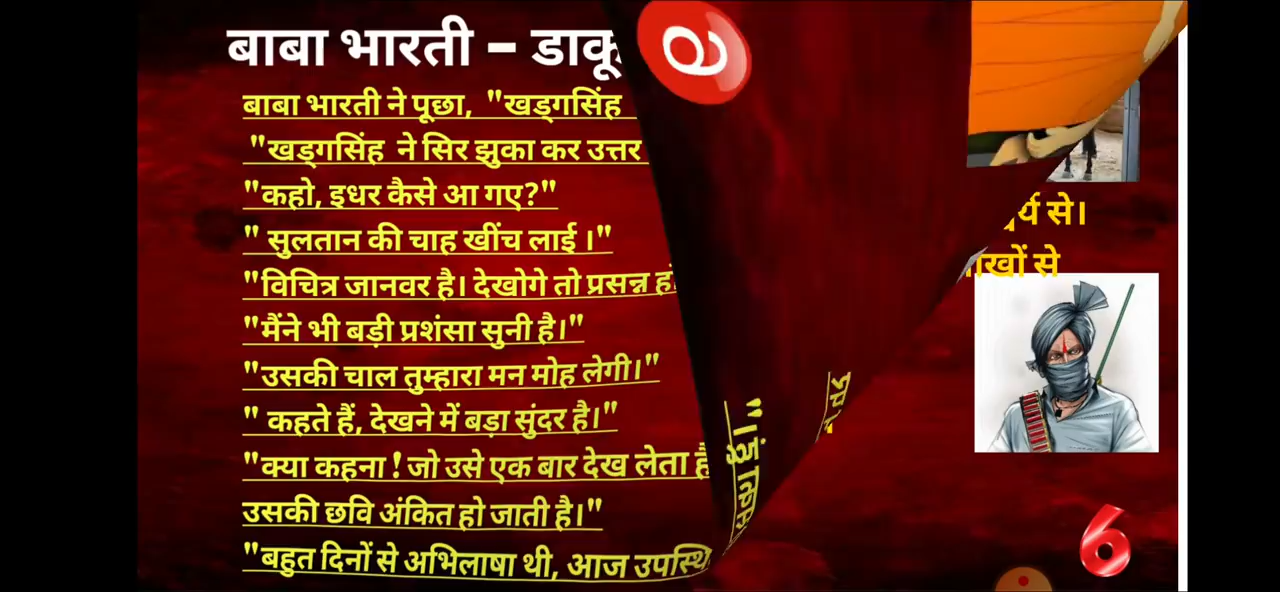 बाबा भारती – डाकू
बाबा भारती ने पूछा, "खड्गसिंह
"खड्गसिंह ने सिर झुका कर उत्तर
"कहो, इधर कैसे आ गए?"
" सुलतान की चाह खींच लाई ।"
"विचित्र जानवर है। देखोगे तो प्रसन्न
"मैंने भी बड़ी प्रशंसा सुनी है।"
"उसकी चाल तुम्हारा मन मोह लेगी।"
" कहते हैं, देखने में बड़ा सुंदर है।"
"क्या कहना ! जो उसे एक बार देख लेता
उसकी छवि अंकित हो जाती है।"
"बहुत दिनों से अभिलाषा थी, आज
से।
से
6